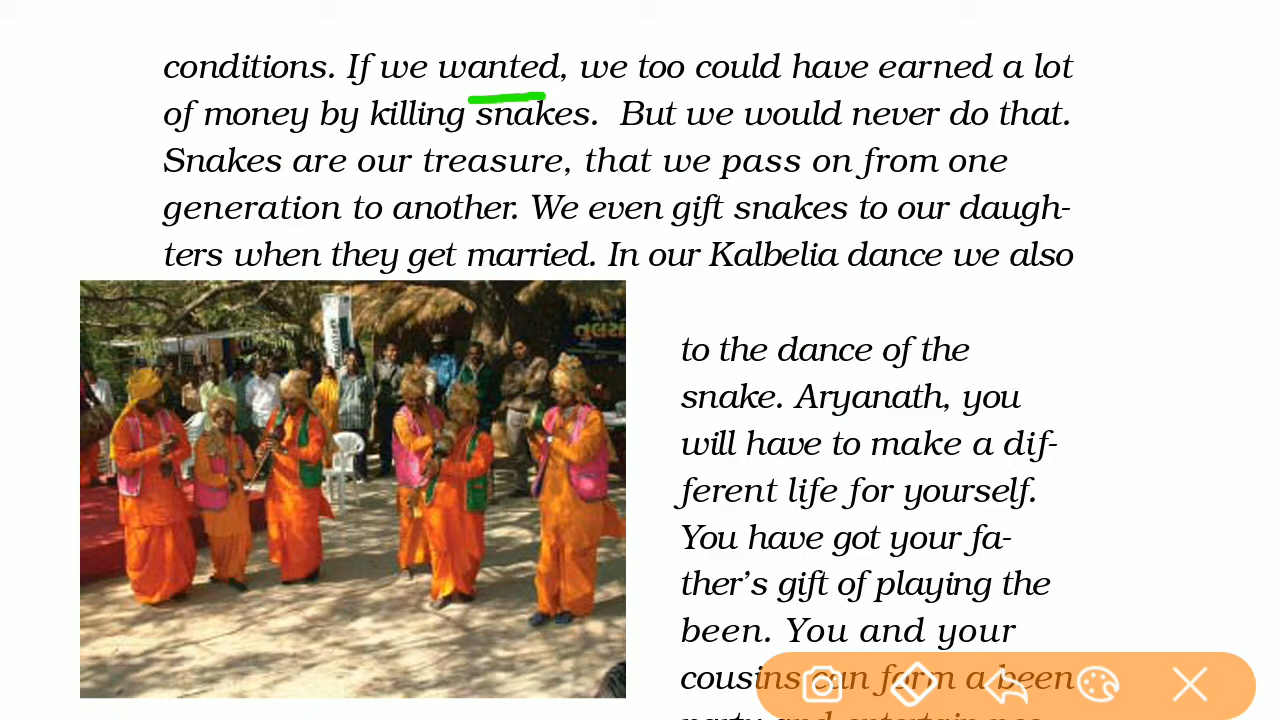 conditions. If we wanted, we too could have earned a lot
of money by killing snakes. But we would never do that.
Snakes are our treasure, that we pass on from one
generation to another. We even gift snakes to our daugh-
ters when they get married. In our Kalbelia dance we also
to the dance of the
snake. Aryanath, you
will have to make a dif-
ferent life for yourself.
You have got your fa-
ther's gift of playing the
been. You and your
cousins can form a been
party and entertain peo-